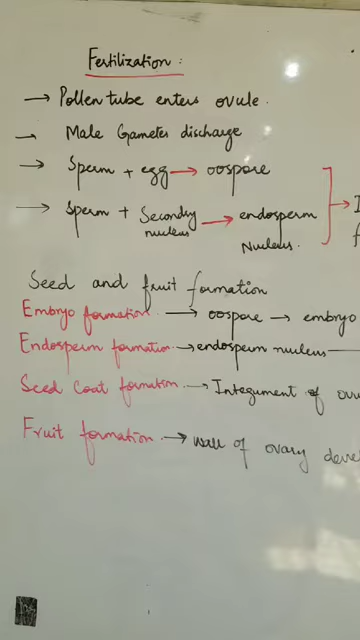 Fertilization :
→ Pollen tube enters ovule.
→ Male Gametes discharge
→ Sperm + egg → oospore
→ Sperm + Secondry nucleus → endosperm Nucleus.
Seed and fruit formation
Embryo formation → oospore → embryo
Endosperm formation → endosperm nucleus
Seed Coat formation → Integument of
Fruit formation → wall of ovary